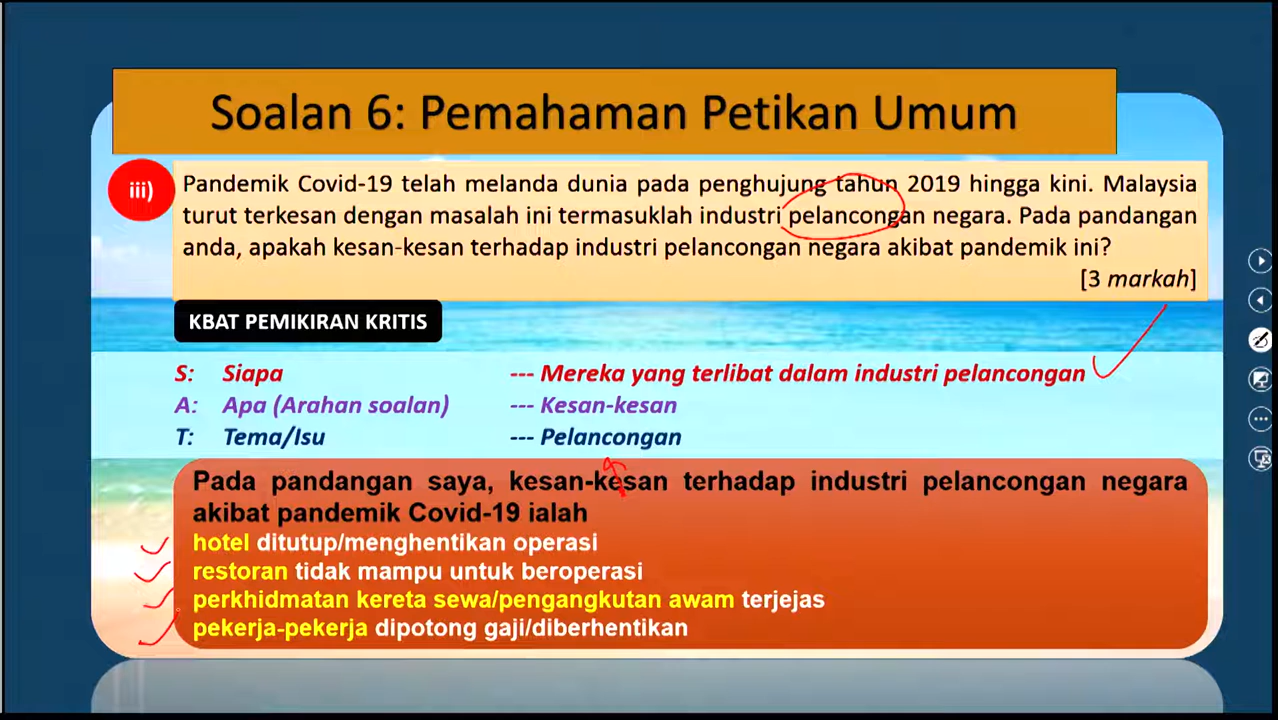 Soalan 6: Pemahaman Petikan Umum
iii)
Pandemik Covid-19 telah melanda dunia pada penghujung tahun 2019 hingga kini. Malaysia
turut terkesan dengan masalah ini termasuklah industri pelancongan negara. Pada pandangan
anda, apakah kesan-kesan terhadap industri pelancongan negara akibat pandemik ini?
[3 markah]
KBAT PEMIKIRAN KRITIS
S: Siapa --- Mereka yang terlibat dalam industri pelancongan
A: Apa (Arahan soalan) --- Kesan-kesan
T: Tema/Isu --- Pelancongan
Pada pandangan saya, kesan-kesan terhadap industri pelancongan negara
akibat pandemik Covid-19 ialah
hotel ditutup/menghentikan operasi
restoran tidak mampu untuk beroperasi
perkhidmatan kereta sewa/pengangkutan awam terjejas
pekerja-pekerja dipotong gaji/diberhentikan